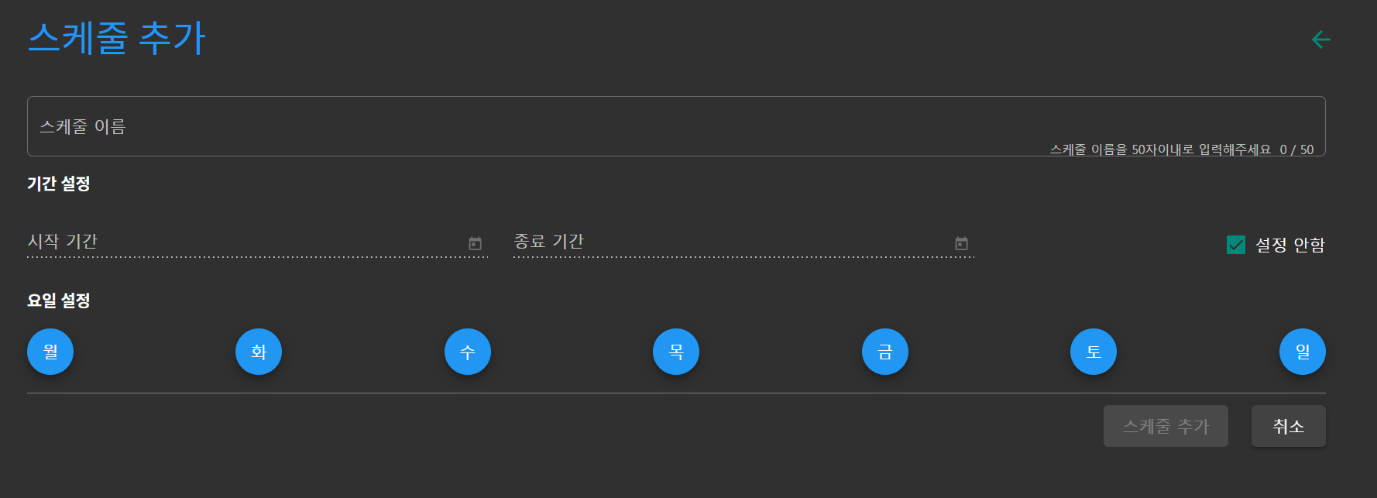 스케줄 추가
스케줄 이름
스케줄 이름을 50자이내로 입력해주세요 0 / 50
기간 설정
시작 기간 종료 기간 설정 안함
요일 설정
월 화 수 목 금 토 일
스케줄 추가 취소